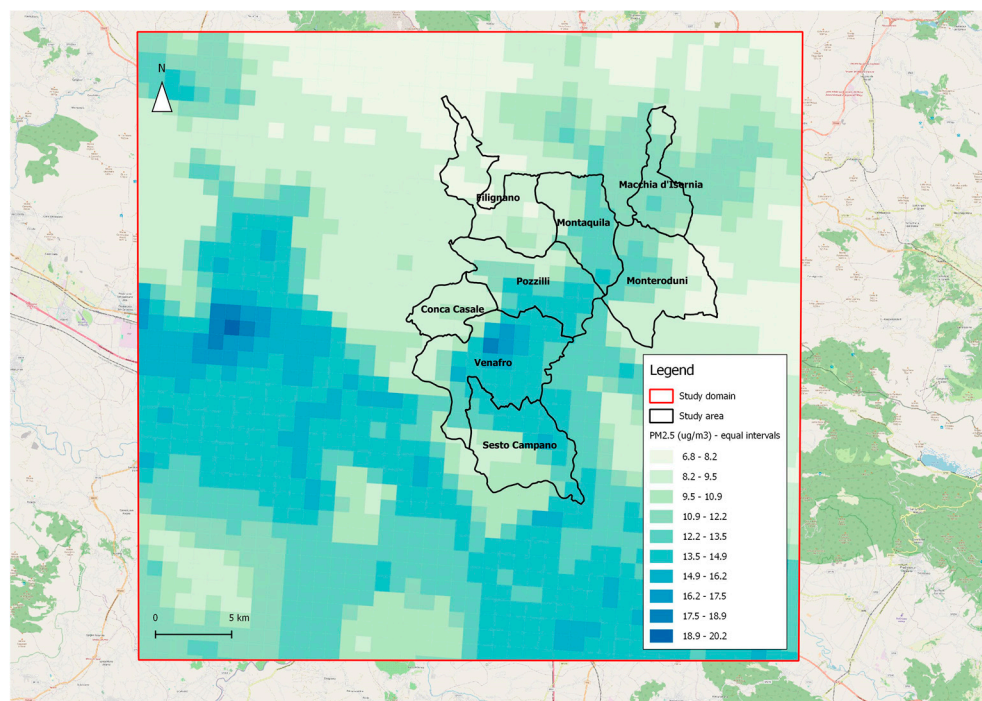 N
Macchia d'Isernia
Filignano
Montaquila
Pozzilli
Monteroduni
Conca Casale
Venafro
Sesto Campano
Legend
Study domain
Study area
PM2.5 (ug/m3) - equal intervals
6.8 - 8.2
8.2 - 9.5
9.5 - 10.9
10.9 - 12.2
12.2 - 13.5
13.5 - 14.9
14.9 - 16.2
16.2 - 17.5
17.5 - 18.9
18.9 - 20.2
0 5 km